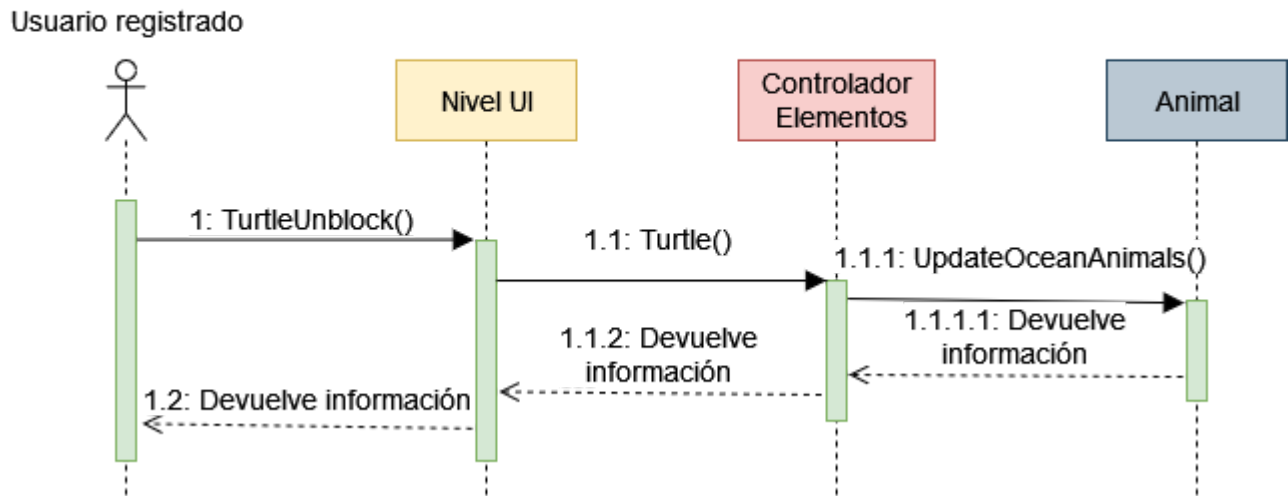 Usuario registrado
Nivel UI
Controlador
Elementos
Animal
1: TurtleUnblock()
1.1: Turtle()
1.1.1: UpdateOceanAnimals()
1.1.1.1: Devuelve
información
1.1.2: Devuelve
información
1.2: Devuelve información